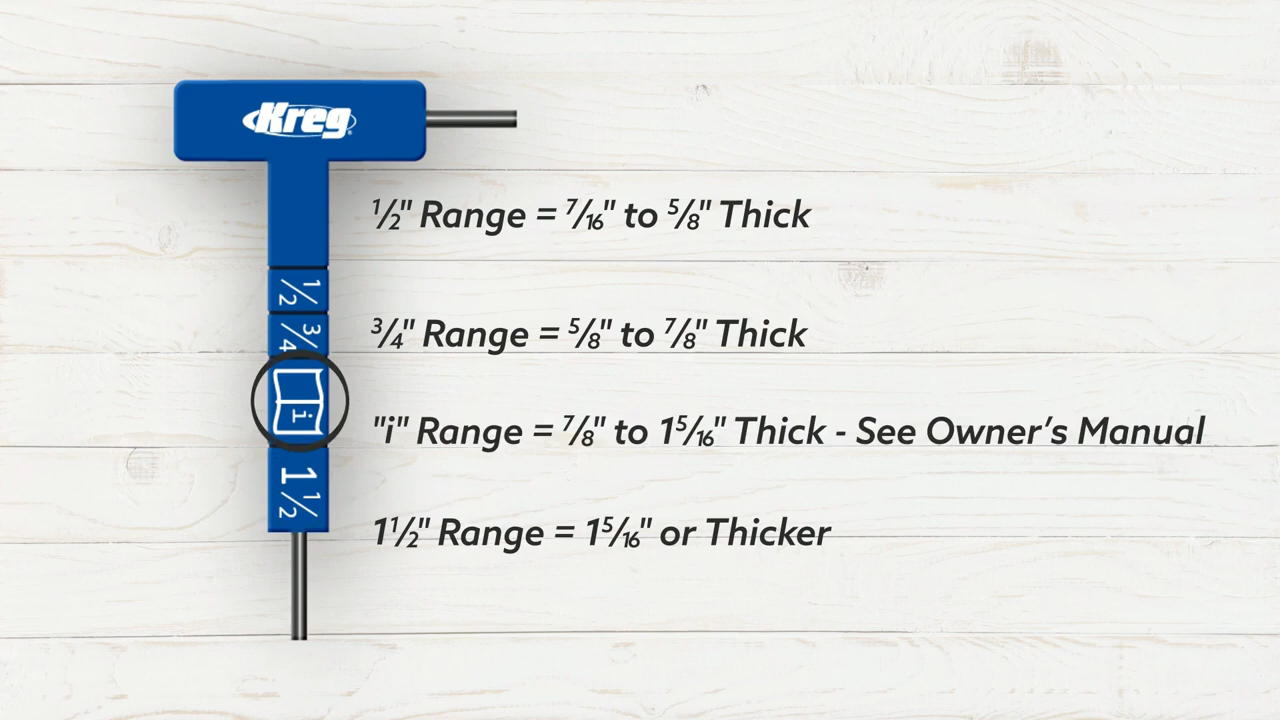 Kreg®
½" Range = ⁷⁄₁₆" to ⅝" Thick
½
¾" Range = ⅝" to ⅞" Thick
¾
"i" Range = ⅞" to 1⁵⁄₁₆" Thick - See Owner’s Manual
i
1½
1½" Range = 1⁵⁄₁₆" or Thicker